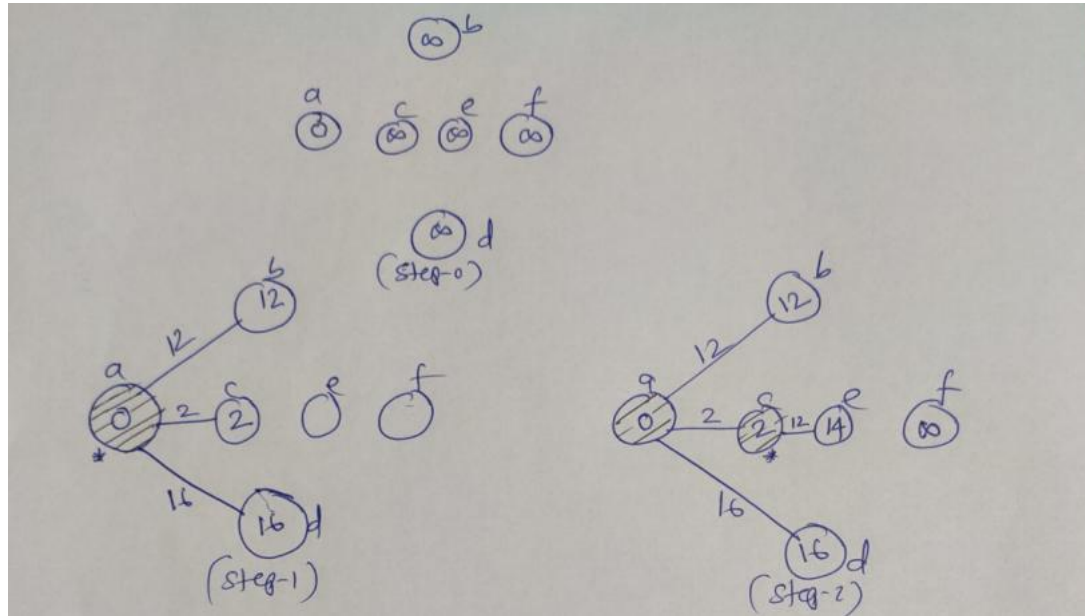 ∞ b
a c e f
0 ∞ ∞ ∞
∞ d
(Step-0)
b
12
12
a c e f
0 2 2
*
16
16 d
(Step-1)
b
12
12
a c e f
0 2 2 12 14 ∞
*
16
16 d
(Step-2)